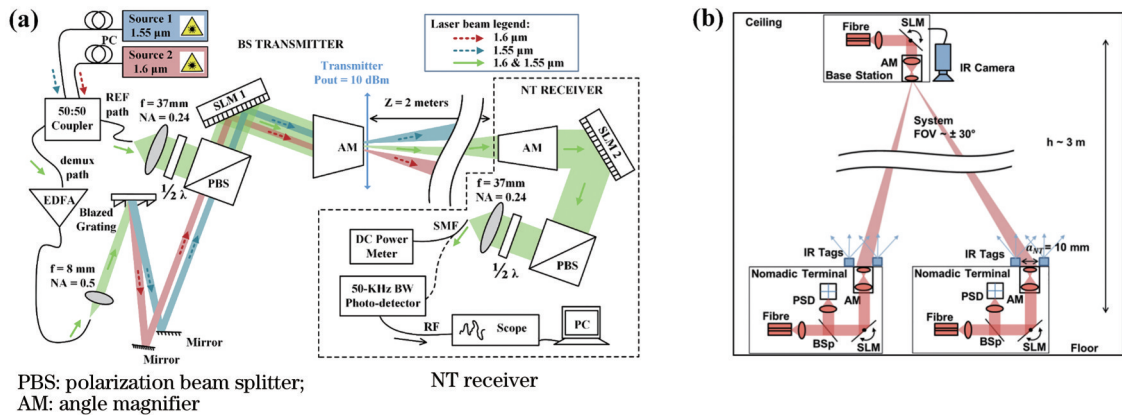 (a)
Source 1
1.55 μm
PC
Source 2
1.6 μm
BS TRANSMITTER
Laser beam legend:
1.6 μm
1.55 μm
1.6 & 1.55 μm
REF
path
f = 37mm
NA = 0.24
SLM 1
Transmitter
Pout = 10 dBm
50:50
Coupler
demux
path
EDFA
½ λ
PBS
AM
Z = 2 meters
NT RECEIVER
AM
SLM 2
Blazed
Grating
f = 8 mm
NA = 0.5
Mirror
Mirror
f = 37mm
NA = 0.24
SMF
½ λ
PBS
DC Power
Meter
50-KHz BW
Photo-detector
RF
Scope
PC
PBS: polarization beam splitter;
AM: angle magnifier
NT receiver
(b)
Ceiling
Fibre
SLM
AM
Base Station
IR Camera
System
FOV ~ ± 30°
h ~ 3 m
IR Tags
Nomadic Terminal
PSD
AM
Fibre
BSp
SLM
IR Tags
a_NT = 10 mm
Nomadic Terminal
PSD
AM
Fibre
BSp
SLM
Floor